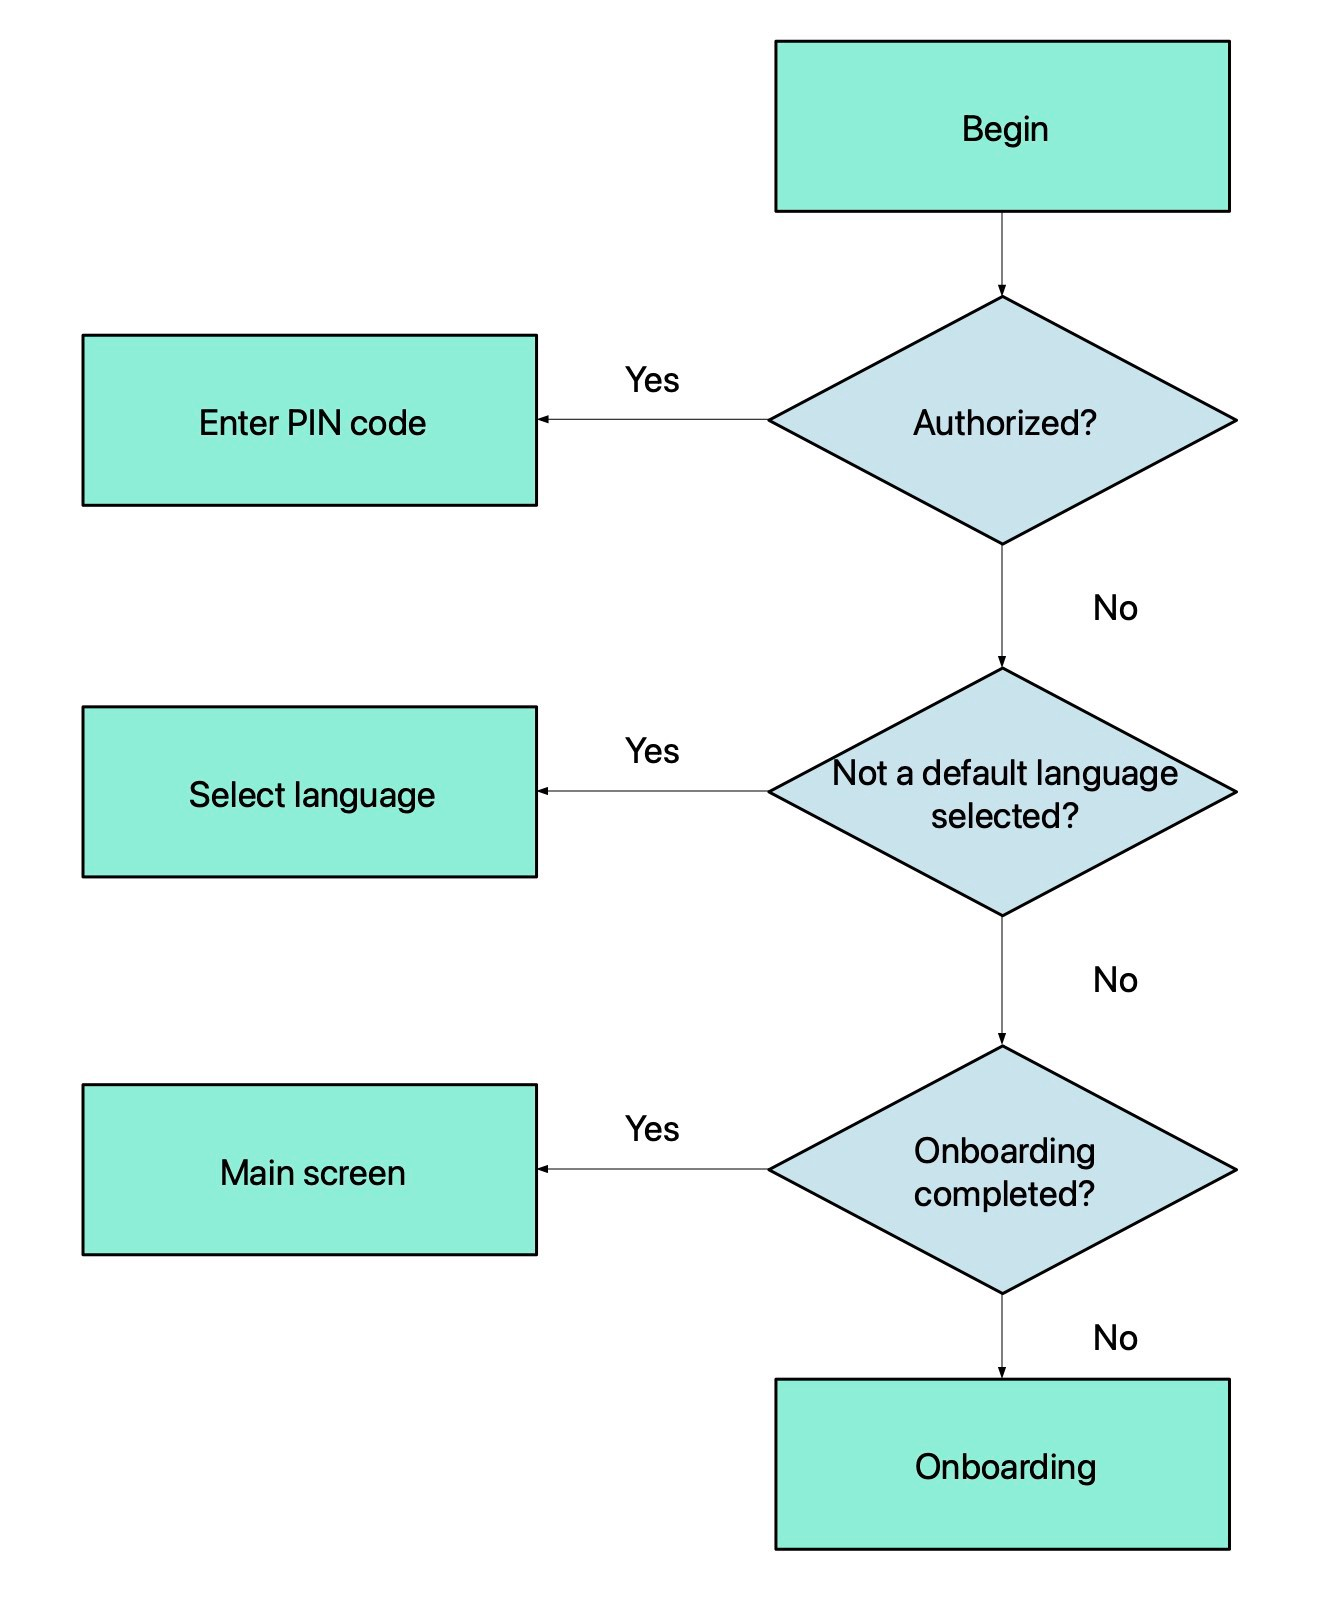 Begin
Yes
Enter PIN code
Authorized?
No
Yes
Select language
Not a default language
selected?
No
Yes
Main screen
Onboarding
completed?
No
Onboarding